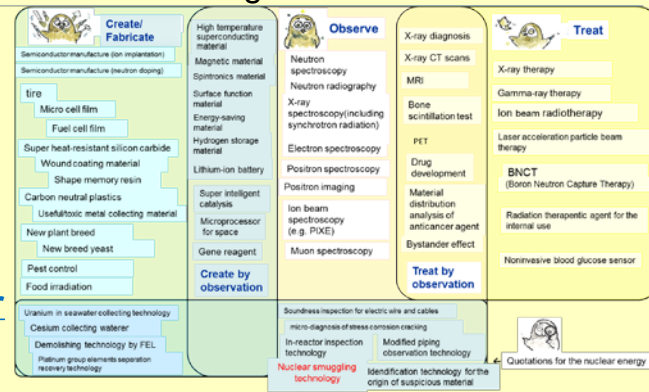 Create/
Fabricate
Semiconductor manufacture (ion implantation)
Semiconductor manufacture (neutron doping)
tire
Micro cell film
Fuel cell film
Super heat-resistant silicon carbide
Wound coating material
Shape memory resin
Carbon neutral plastics
Useful/toxic metal collecting material
New plant breed
New breed yeast
Pest control
Food irradiation
High temperature
superconducting
material
Magnetic material
Spintronics material
Surface function
material
Energy-saving
material
Hydrogen storage
material
Lithium-ion battery
Super intelligent
catalysis
Microprocessor
for space
Gene reagent
Create by
observation
Observe
Neutron
spectroscopy
Neutron radiography
X-ray
spectroscopy(including
synchrotron radiation)
Electron spectroscopy
Positron spectroscopy
Positron imaging
Ion beam
spectroscopy
(e.g. PIXE)
Muon spectroscopy
X-ray diagnosis
X-ray CT scans
MRI
Bone
scintillation test
PET
Drug
development
Material
distribution
analysis of
anticancer agent
Bystander effect
Treat by
observation
Treat
X-ray therapy
Gamma-ray therapy
Ion beam radiotherapy
Laser acceleration particle beam
therapy
BNCT
(Boron Neutron Capture Therapy)
Radiation therapeutic agent for the
internal use
Noninvasive blood glucose sensor
Uranium in seawater collecting technology
Cesium collecting waterer
Demolishing technology by FEL
Platinum group elements separation
recovery technology
Soundness inspection for electric wire and cables
micro-diagnosis of stress corrosion cracking
In-reactor inspection
technology
Modified piping
observation technology
Nuclear smuggling
technology
Identification technology for the
origin of suspicious material
Quotations for the nuclear energy